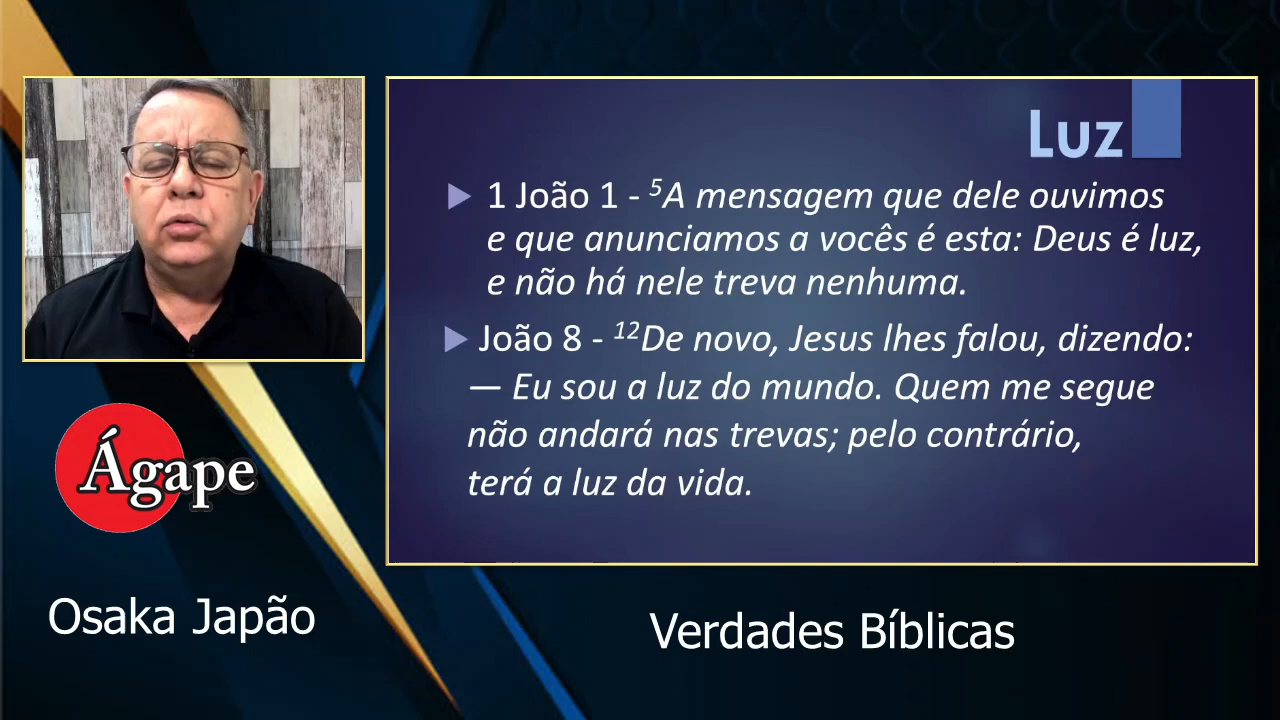 Luz
1 João 1 - ⁵A mensagem que dele ouvimos
e que anunciamos a vocês é esta: Deus é luz,
e não há nele treva nenhuma.
João 8 - ¹²De novo, Jesus lhes falou, dizendo:
— Eu sou a luz do mundo. Quem me segue
não andará nas trevas; pelo contrário,
terá a luz da vida.
Ágape
Osaka Japão
Verdades Bíblicas